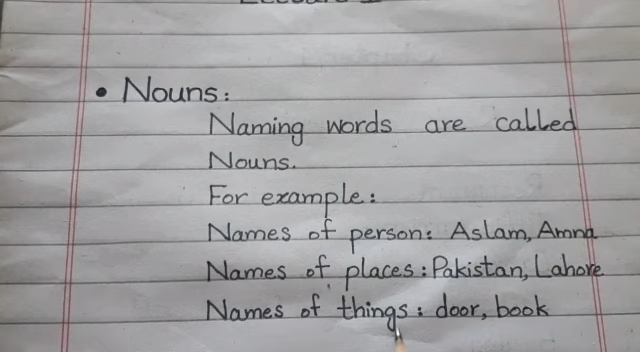 • Nouns:
Naming words are called
Nouns.
For example:
Names of person: Aslam, Amna
Names of places: Pakistan, Lahore
Names of things: door, book